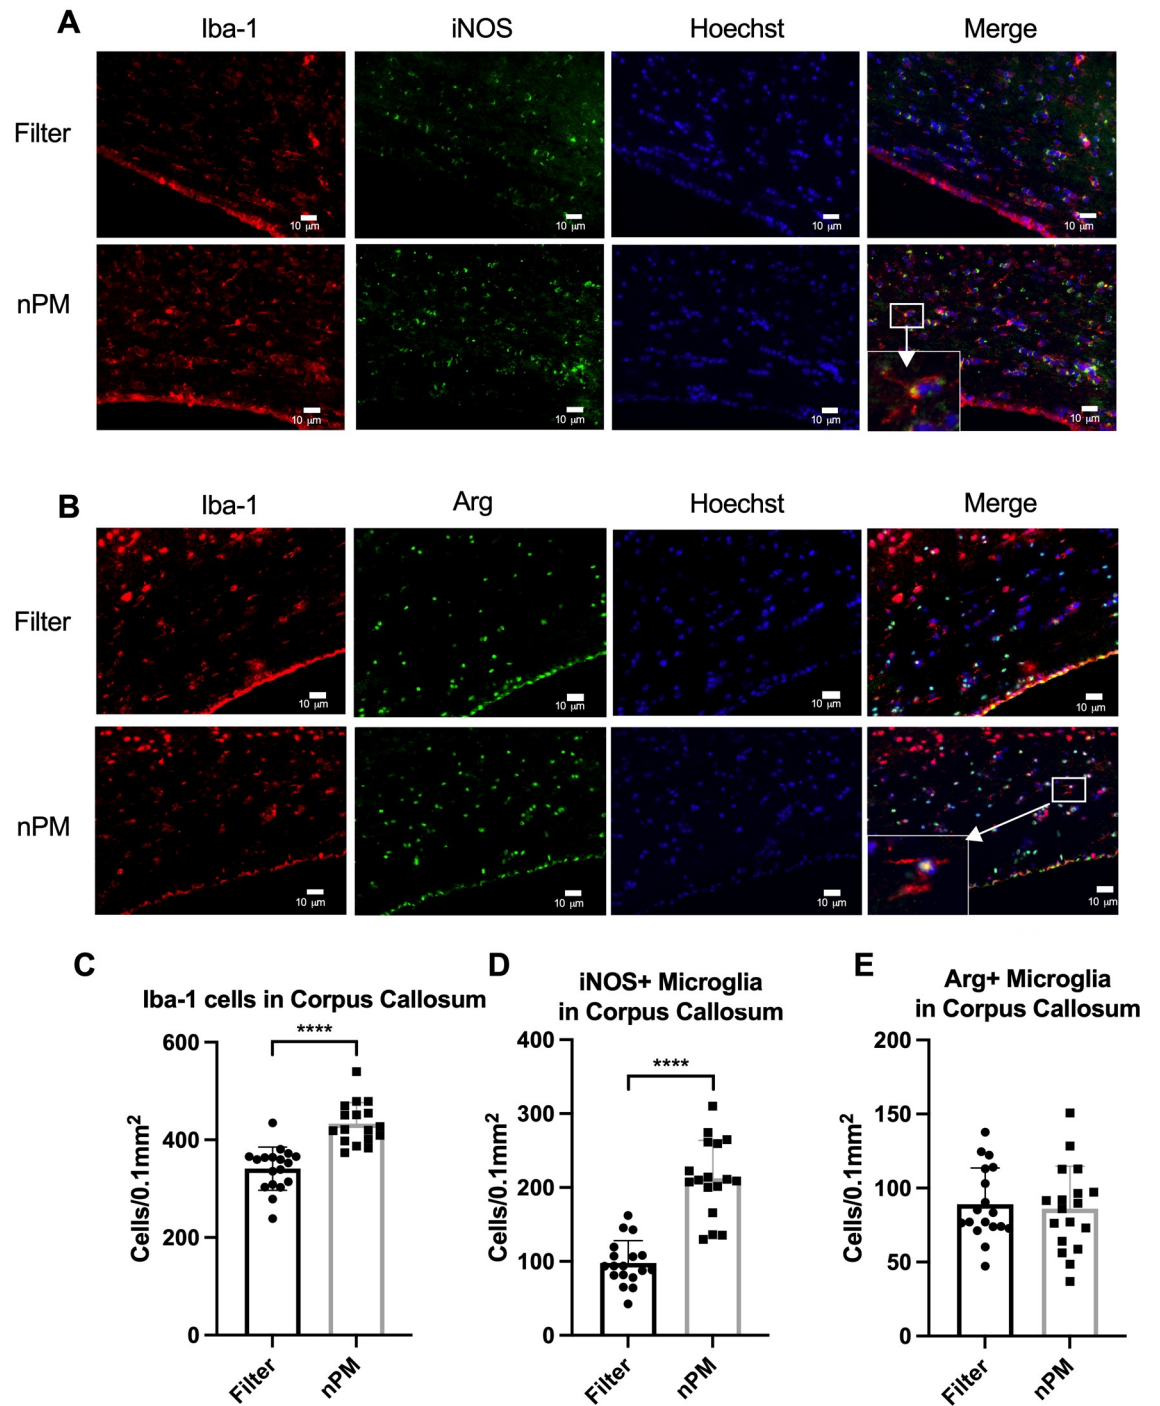 A
Iba-1 iNOS Hoechst Merge
Filter
10 μm 10 μm 10 μm 10 μm
nPM
10 μm 10 μm 10 μm 10 μm
B
Iba-1 Arg Hoechst Merge
Filter
10 μm 10 μm 10 μm 10 μm
nPM
10 μm 10 μm 10 μm 10 μm
C
Iba-1 cells in Corpus Callosum
****
Cells/0.1mm²
600
400
200
0
Filter nPM
D
iNOS+ Microglia
in Corpus Callosum
****
Cells/0.1mm²
400
300
200
100
0
Filter nPM
E
Arg+ Microglia
in Corpus Callosum
Cells/0.1mm²
200
150
100
50
0
Filter nPM